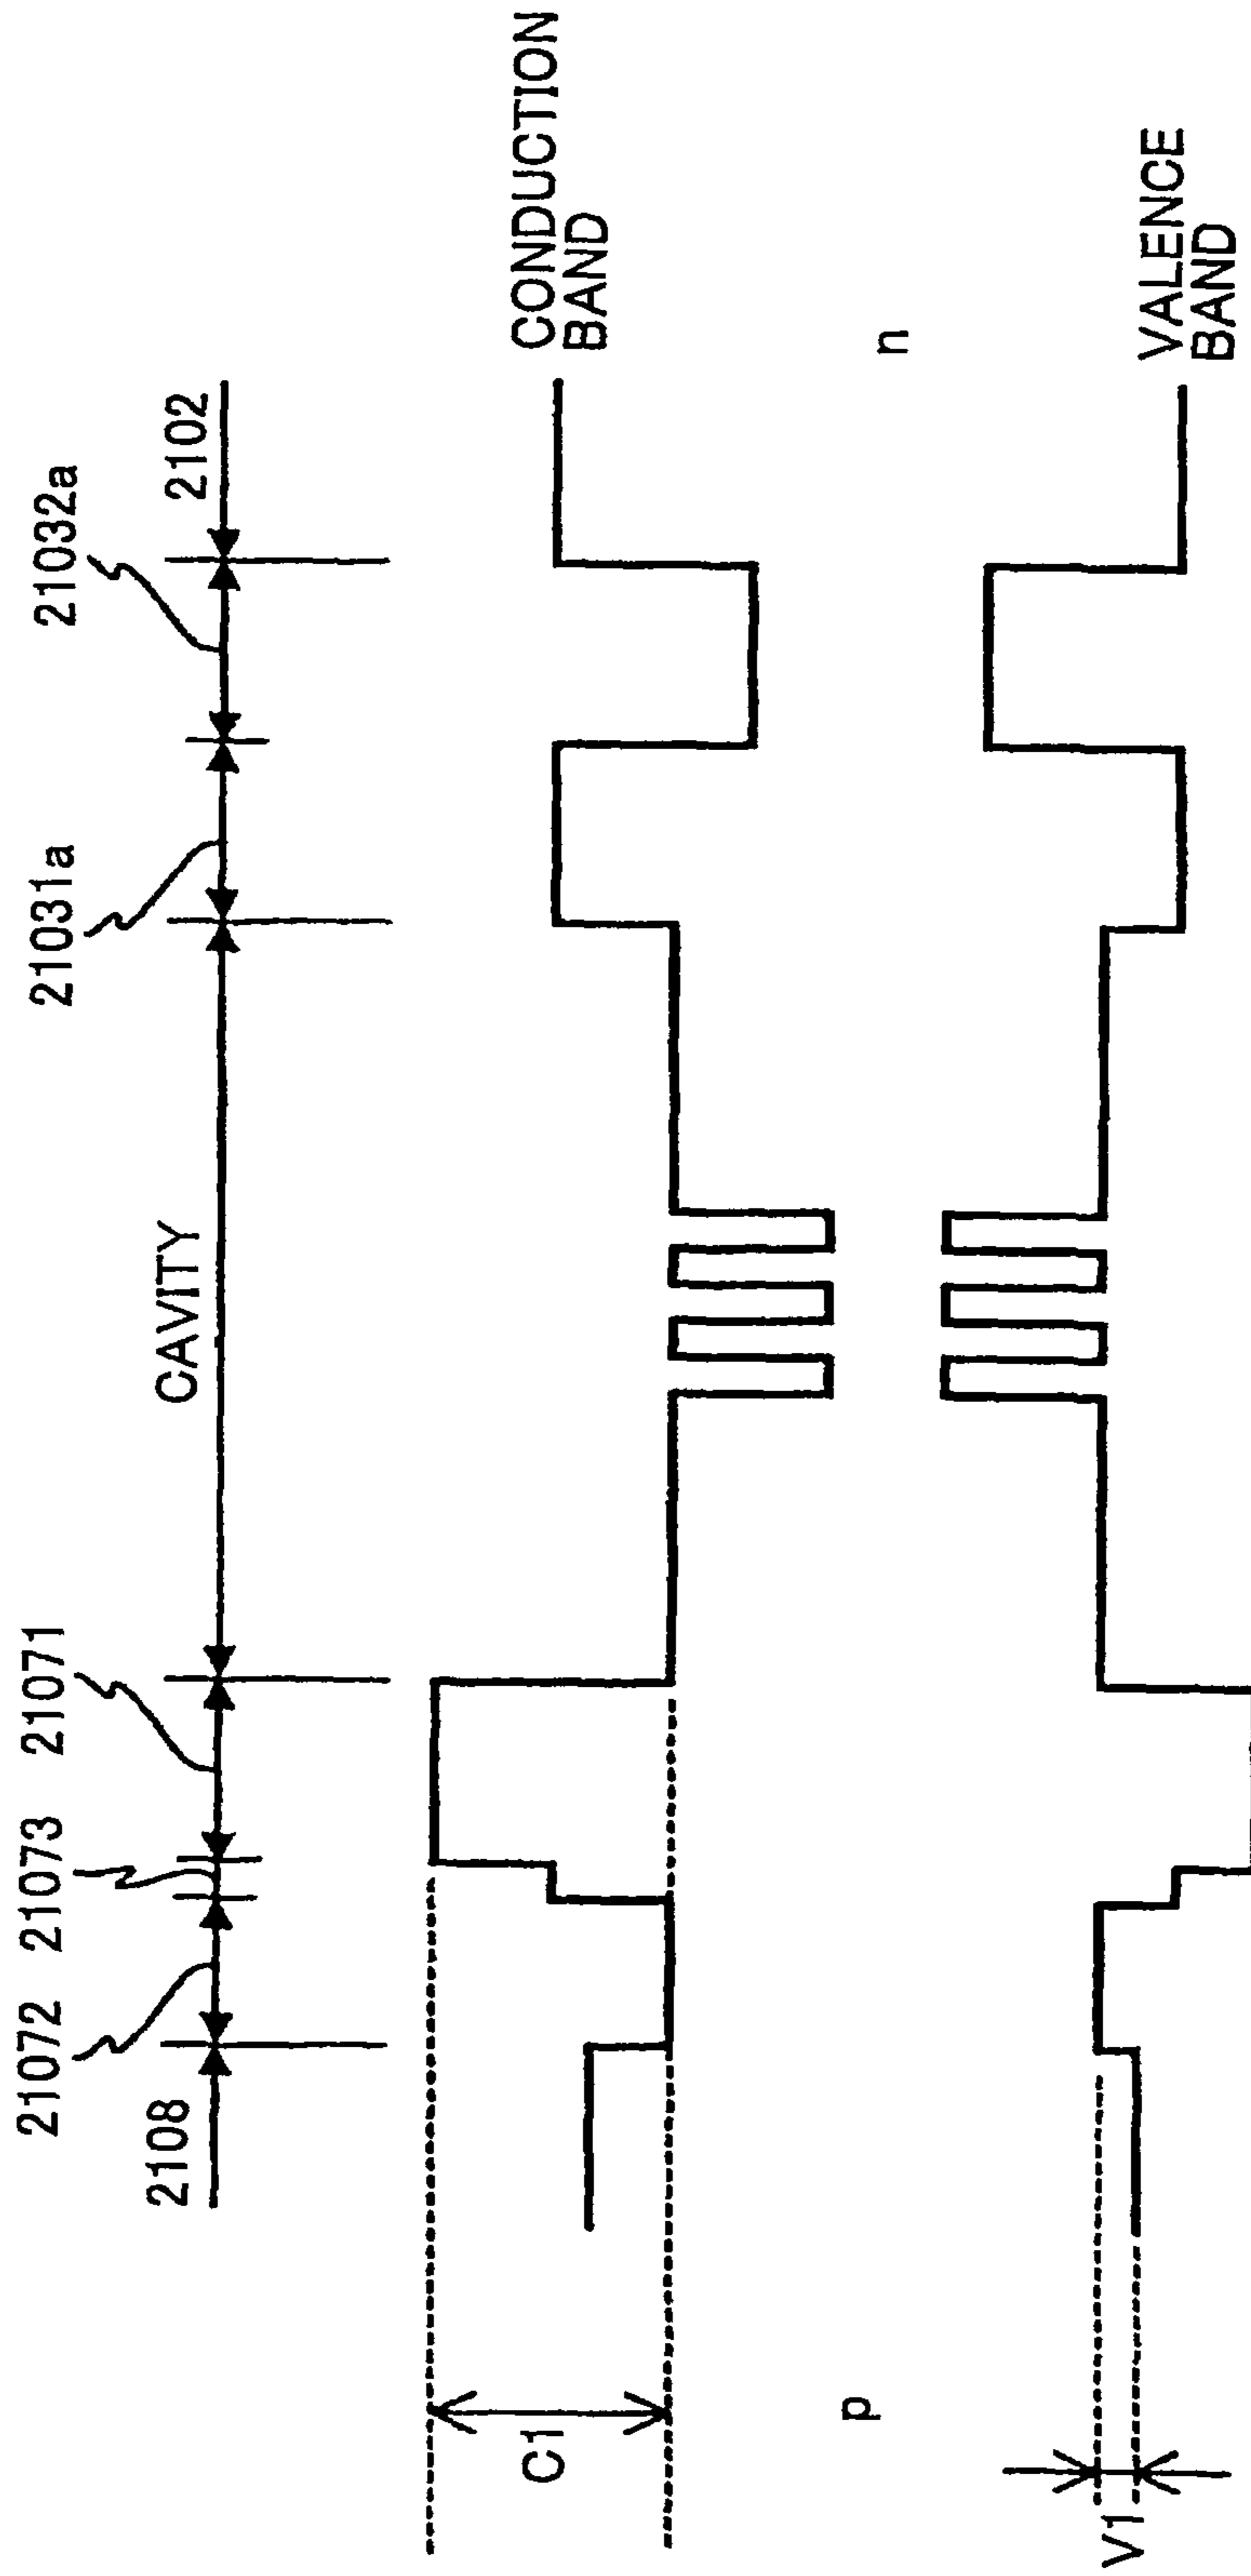 21072
21073
21071
21031a
21032a
2108
CAVITY
2102
C1
CONDUCTION
BAND
p
n
V1
VALENCE
BAND